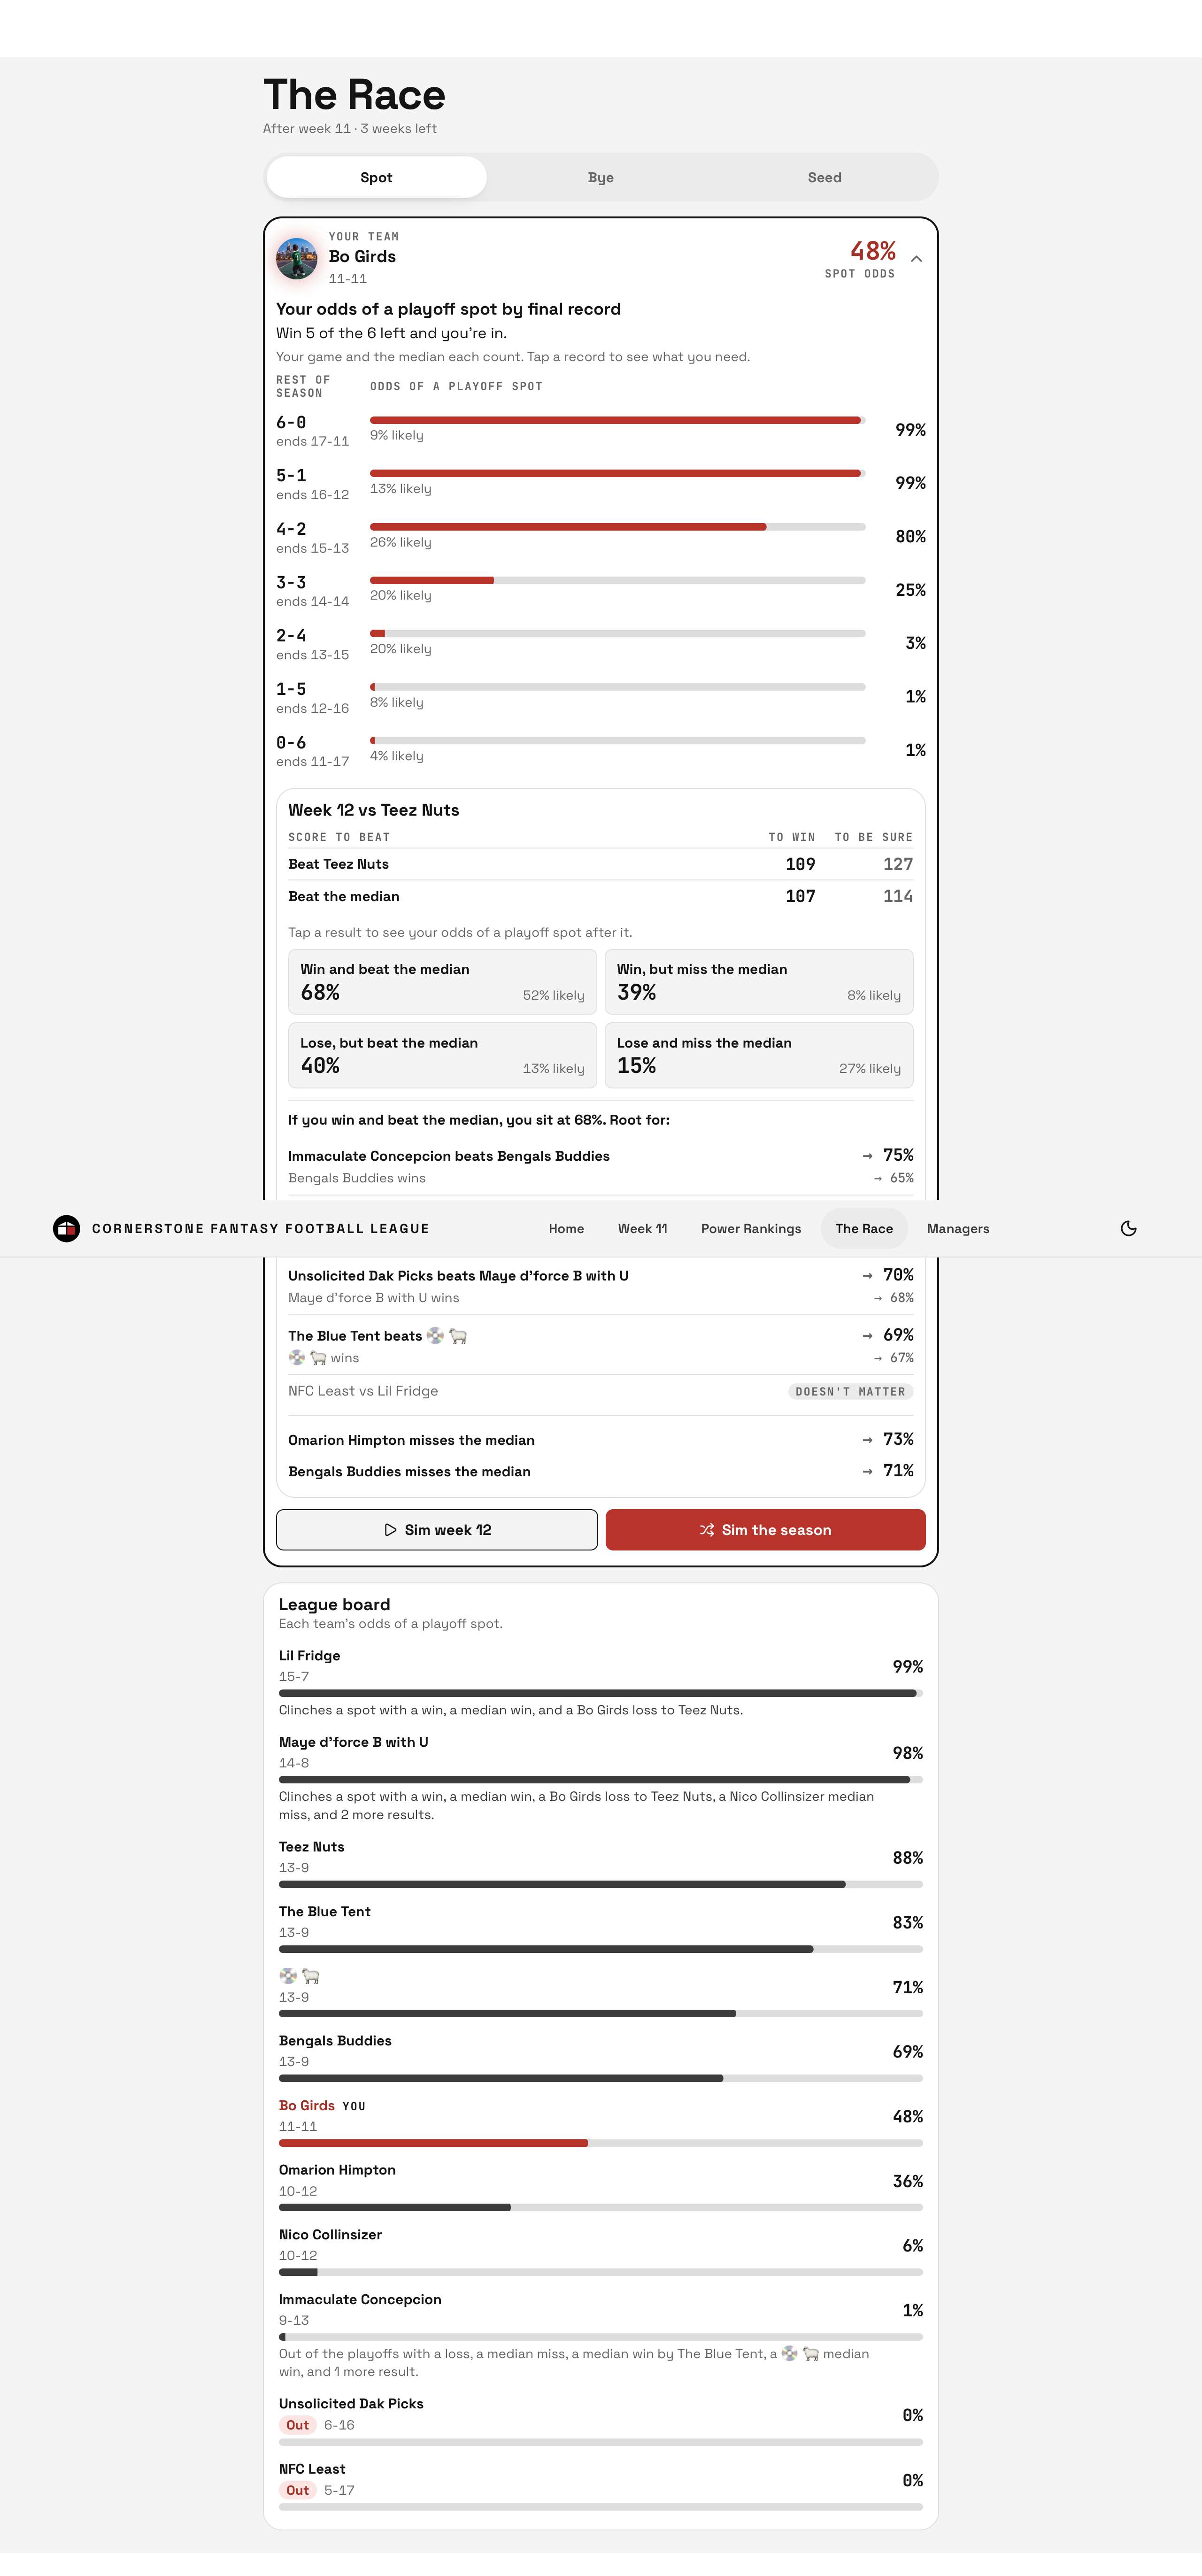 The Race
After week 11 · 3 weeks left
Spot
Bye
Seed
YOUR TEAM
Bo Girds
11-11
48%
SPOT ODDS
Your odds of a playoff spot by final record
Win 5 of the 6 left and you're in.
Your game and the median each count. Tap a record to see what you need.
REST OF SEASON
ODDS OF A PLAYOFF SPOT
6-0
ends 17-11
9% likely
99%
5-1
ends 16-12
13% likely
99%
4-2
ends 15-13
26% likely
80%
3-3
ends 14-14
20% likely
25%
2-4
ends 13-15
20% likely
3%
1-5
ends 12-16
8% likely
1%
0-6
ends 11-17
4% likely
1%
Week 12 vs Teez Nuts
SCORE TO BEAT TO WIN TO BE SURE
Beat Teez Nuts 109 127
Beat the median 107 114
Tap a result to see your odds of a playoff spot after it.
Win and beat the median
68% 52% likely
Win, but miss the median
39% 8% likely
Lose, but beat the median
40% 13% likely
Lose and miss the median
15% 27% likely
If you win and beat the median, you sit at 68%. Root for:
Immaculate Concepcion beats Bengals Buddies → 75%
Bengals Buddies wins → 65%
CORNERSTONE FANTASY FOOTBALL LEAGUE
Home
Week 11
Power Rankings
The Race
Managers
Unsolicited Dak Picks beats Maye d'force B with U → 70%
Maye d'force B with U wins → 68%
The Blue Tent beats 💿 🐑 → 69%
💿 🐑 wins → 67%
NFC Least vs Lil Fridge DOESN'T MATTER
Omarion Himpton misses the median → 73%
Bengals Buddies misses the median → 71%
Sim week 12
Sim the season
League board
Each team's odds of a playoff spot.
Lil Fridge
15-7
99%
Clinches a spot with a win, a median win, and a Bo Girds loss to Teez Nuts.
Maye d'force B with U
14-8
98%
Clinches a spot with a win, a median win, a Bo Girds loss to Teez Nuts, a Nico Collinsizer median
miss, and 2 more results.
Teez Nuts
13-9
88%
The Blue Tent
13-9
83%
💿 🐑
13-9
71%
Bengals Buddies
13-9
69%
Bo Girds YOU
11-11
48%
Omarion Himpton
10-12
36%
Nico Collinsizer
10-12
6%
Immaculate Concepcion
9-13
1%
Out of the playoffs with a loss, a median miss, a median win by The Blue Tent, a 💿 🐑 median
win, and 1 more result.
Unsolicited Dak Picks
Out 6-16
0%
NFC Least
Out 5-17
0%